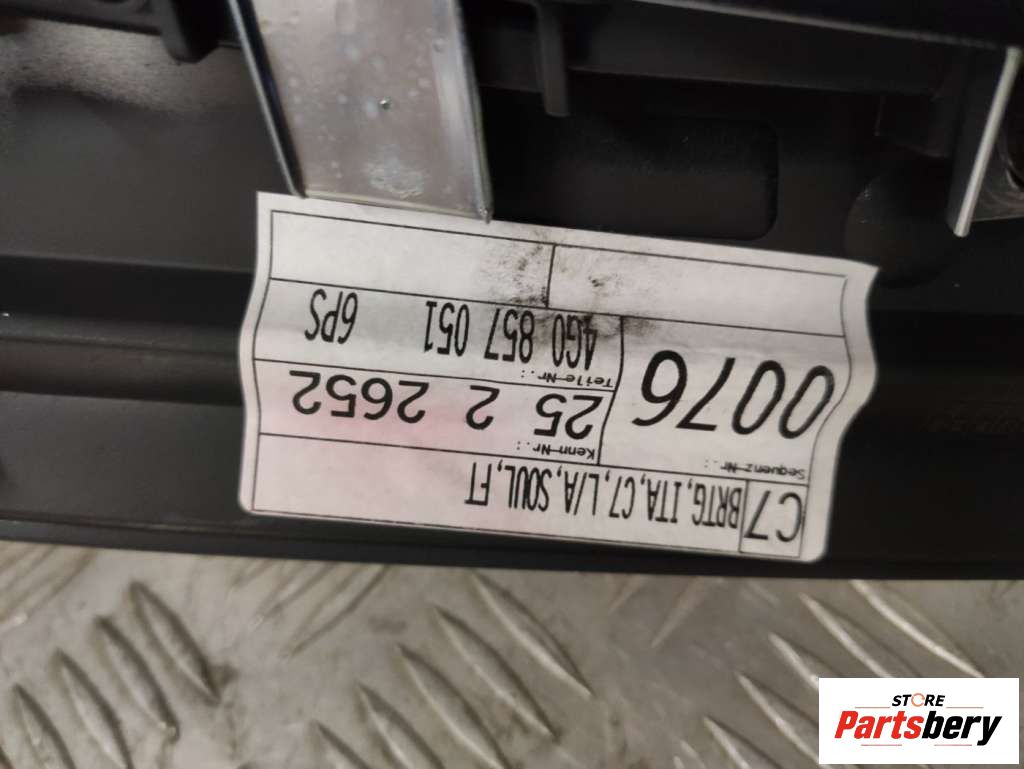 C7 BRTG, ITA, C7, L/A, SOUL, FT
Sequenz Nr.:
0076
Kenn Nr.:
25 2 2652
Teile Nr.:
4G0 857 051 6PS
STORE
Partsbery